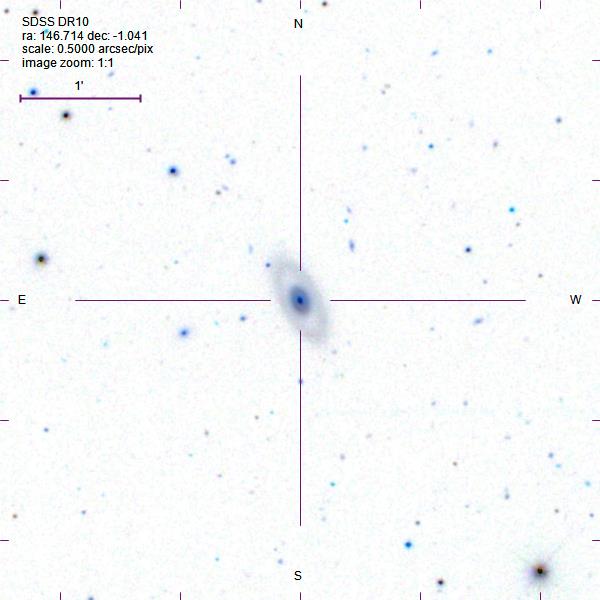 SDSS DR10
ra: 146.714 dec: -1.041
scale: 0.5000 arcsec/pix
image zoom: 1:1
1'
N
E
W
S